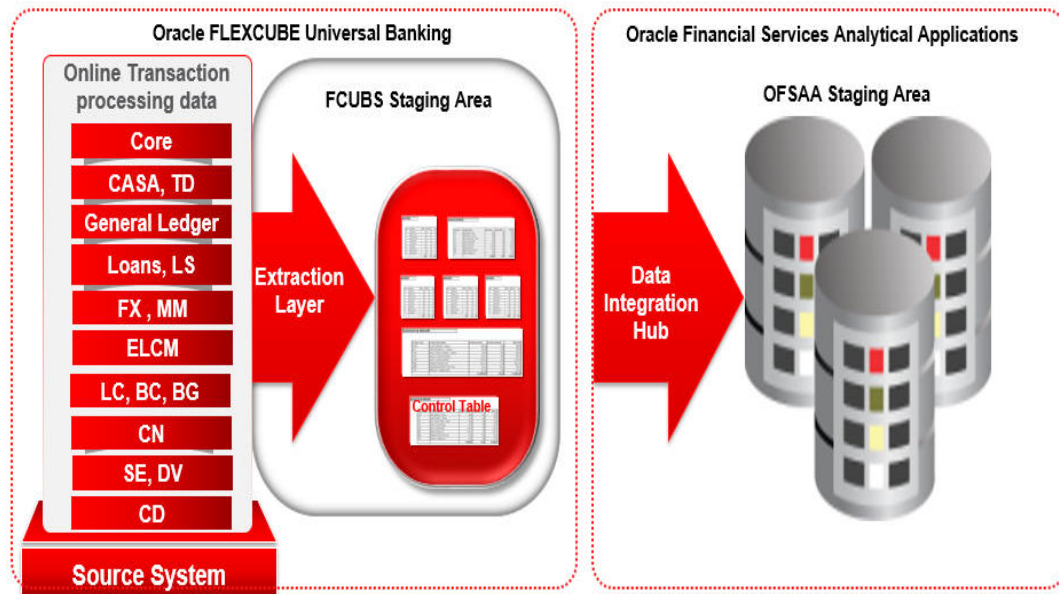 Oracle FLEXCUBE Universal Banking
Online Transaction
processing data
Core
CASA, TD
General Ledger
Loans, LS
FX , MM
ELCM
LC, BC, BG
CN
SE, DV
CD
Source System
Extraction
Layer
FCUBS Staging Area
Control Table
Data
Integration
Hub
Oracle Financial Services Analytical Applications
OFSAA Staging Area